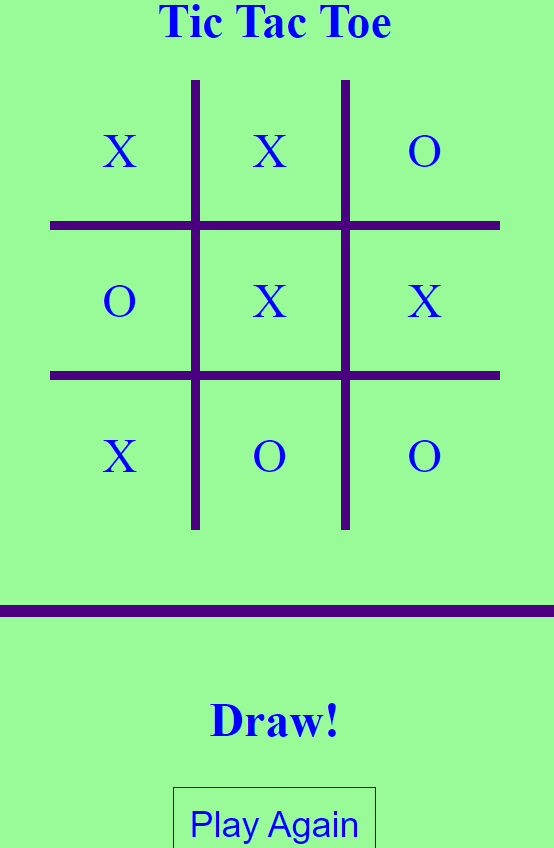 Tic Tac Toe
X X O
O X X
X O O
Draw!
Play Again